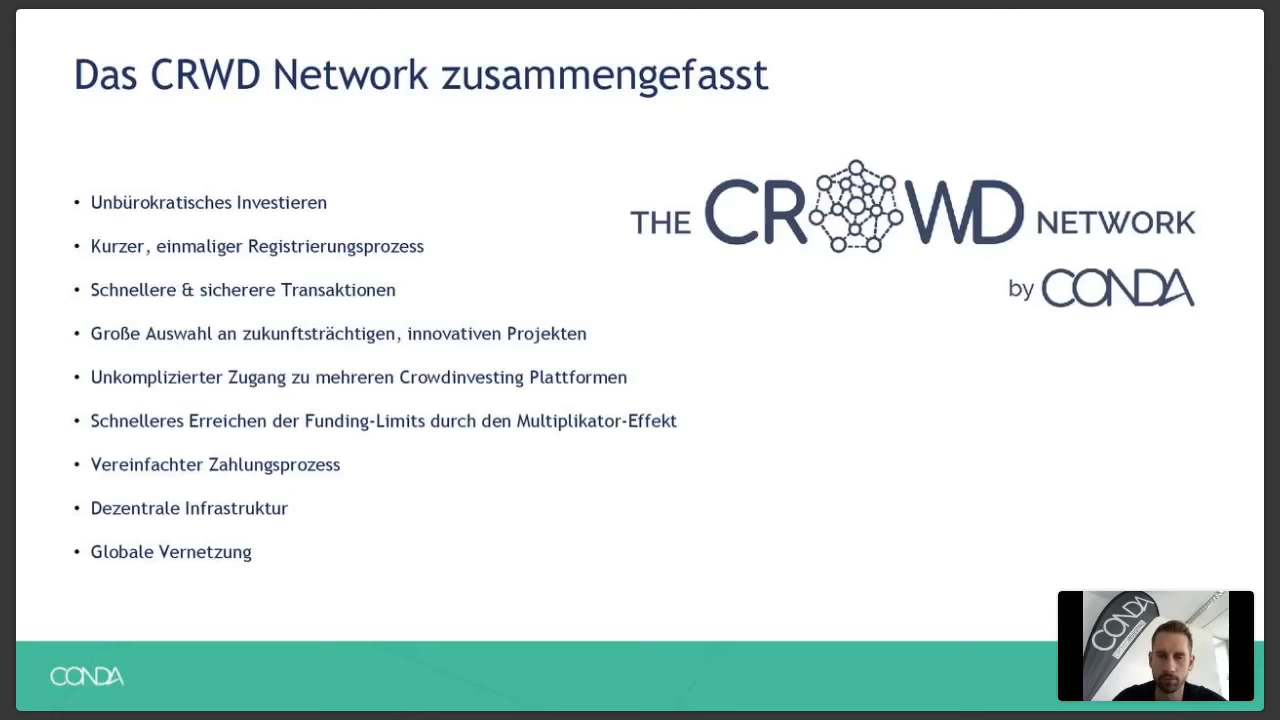 Das CRWD Network zusammengefasst
• Unbürokratisches Investieren
• Kurzer, einmaliger Registrierungsprozess
• Schnellere & sicherere Transaktionen
• Große Auswahl an zukunftsträchtigen, innovativen Projekten
• Unkomplizierter Zugang zu mehreren Crowdinvesting Plattformen
• Schnelleres Erreichen der Funding-Limits durch den Multiplikator-Effekt
• Vereinfachter Zahlungsprozess
• Dezentrale Infrastruktur
• Globale Vernetzung
THE CROWD NETWORK
by CONDA
CONDA
CONDA